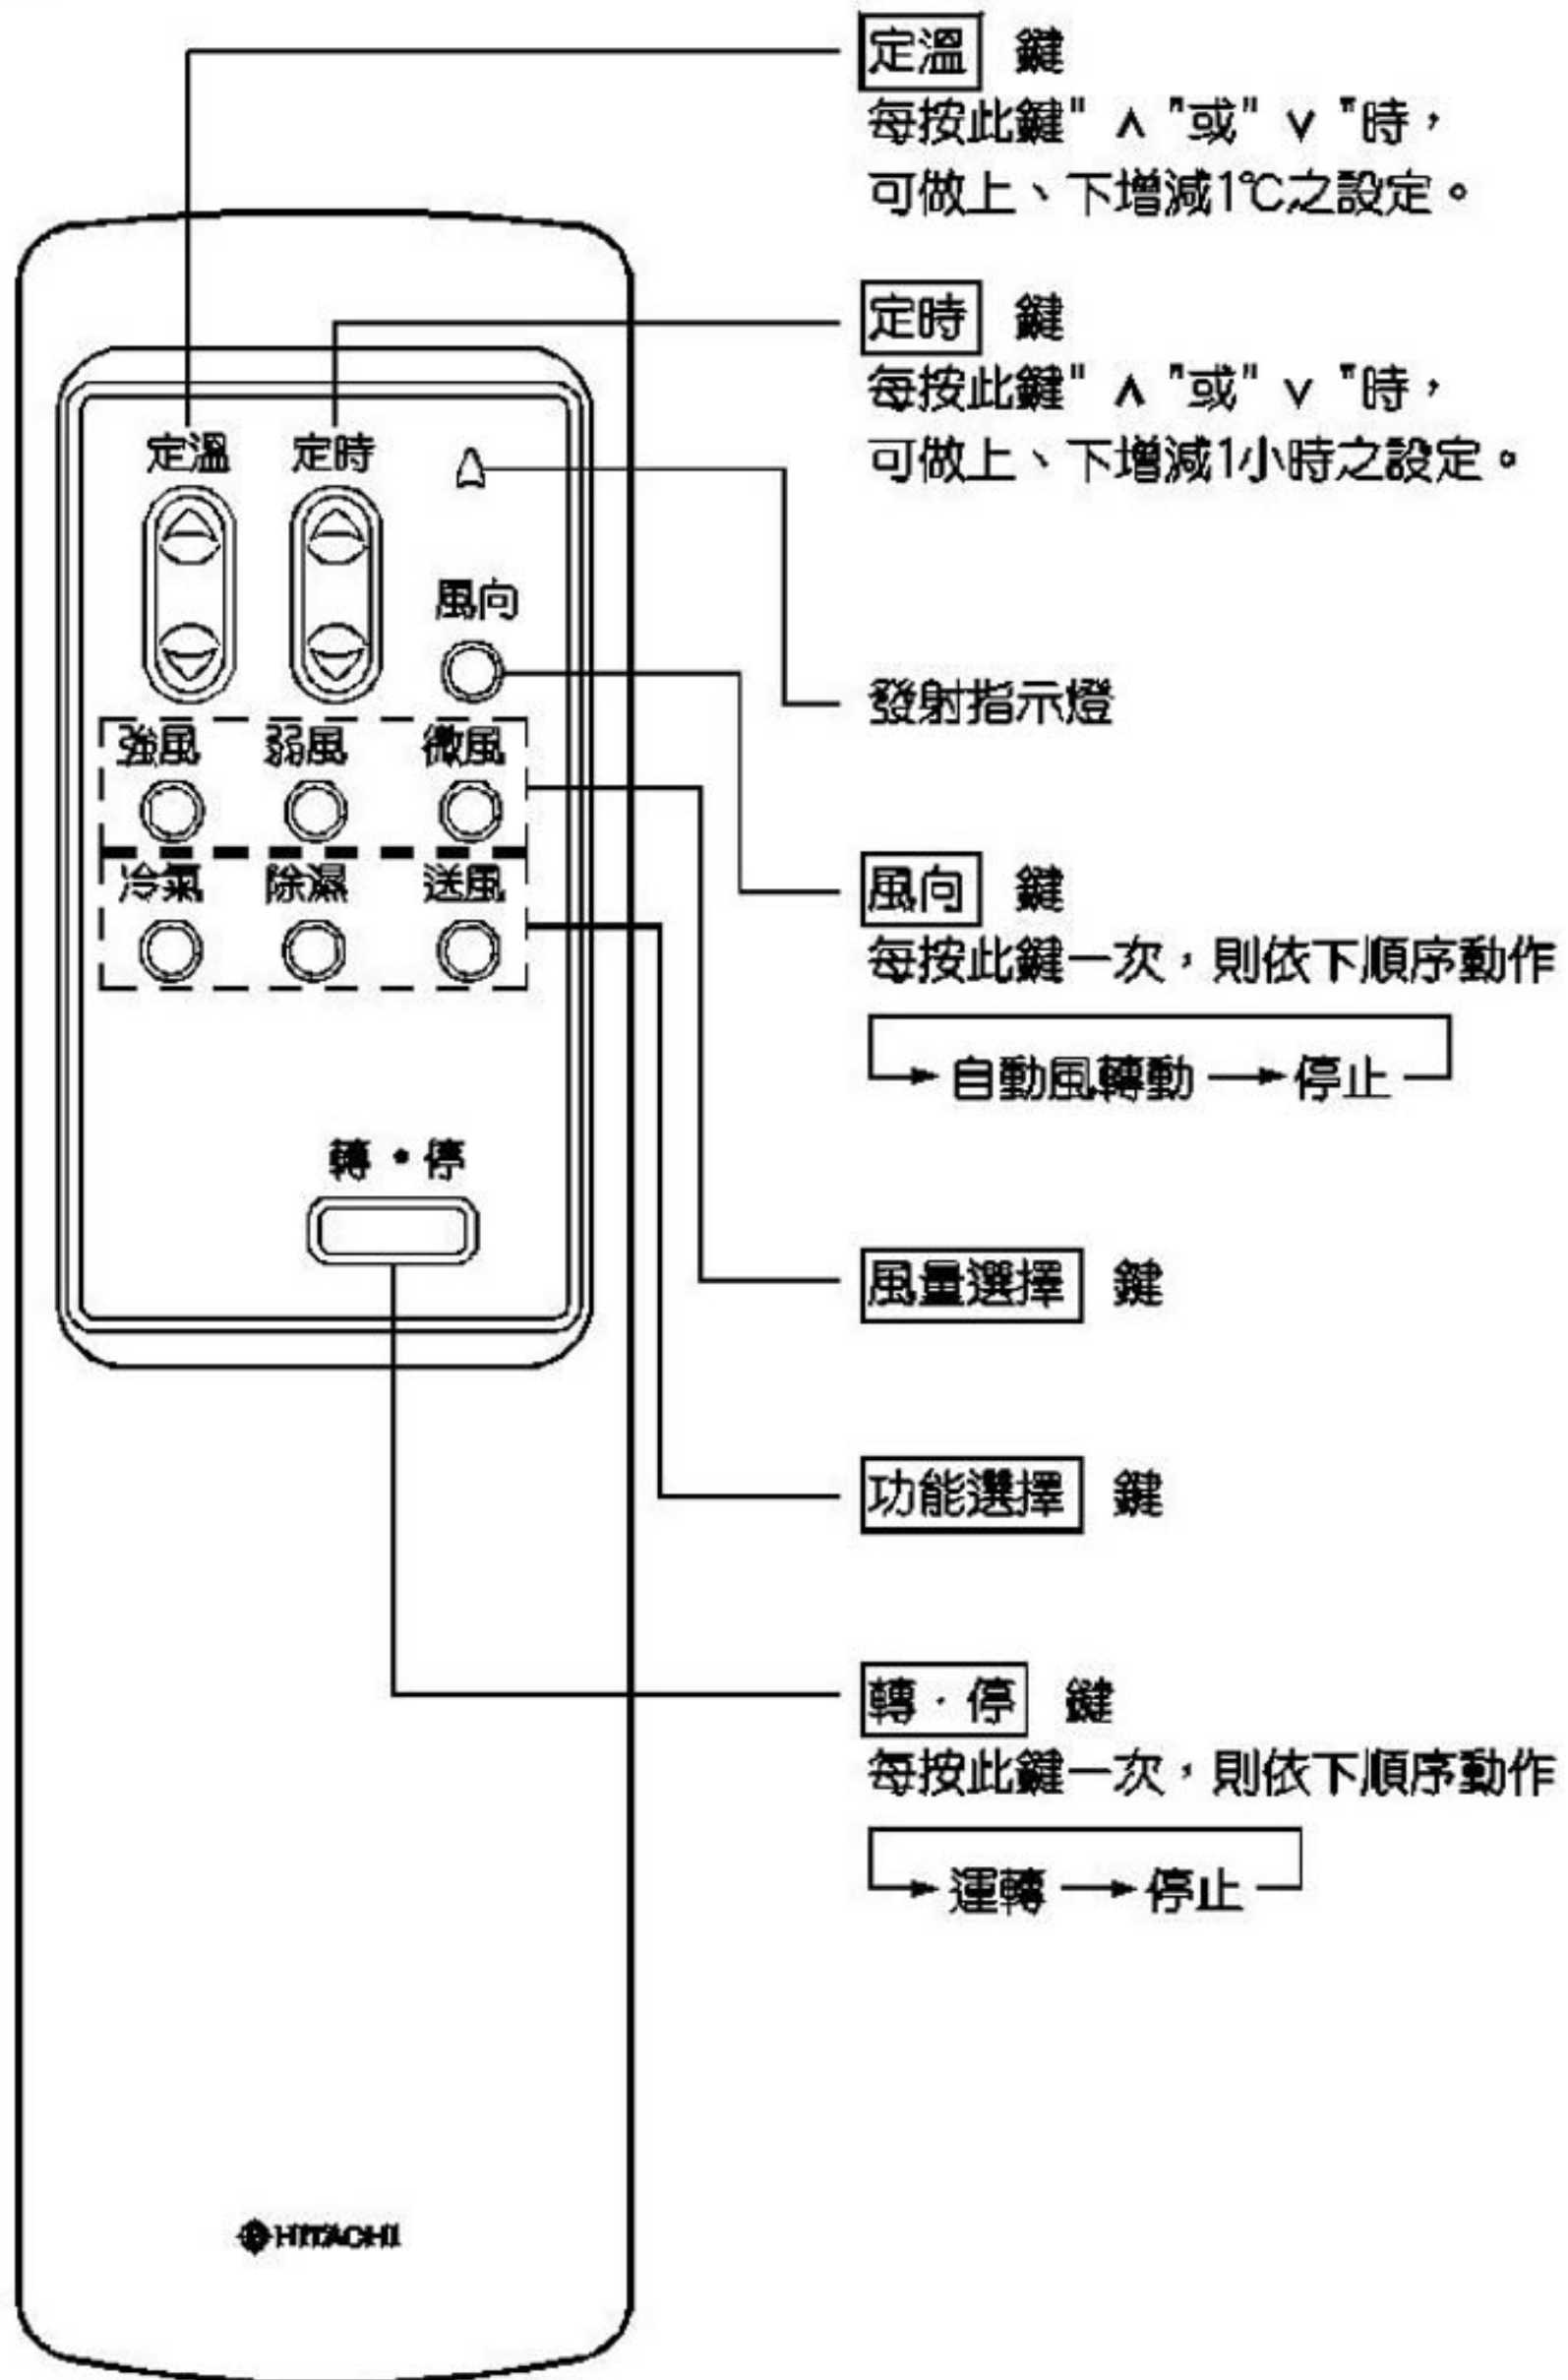 定溫 鍵
每按此鍵" ∧ "或" ∨ "時，
可做上、下增減1℃之設定。
定時 鍵
每按此鍵" ∧ "或" ∨ "時，
可做上、下增減1小時之設定。
定溫 定時
風向
發射指示燈
強風 弱風 微風
冷氣 除濕 送風
風向 鍵
每按此鍵一次，則依下順序動作
自動風轉動 → 停止
轉・停
風量選擇 鍵
功能選擇 鍵
轉・停 鍵
每按此鍵一次，則依下順序動作
運轉 → 停止
HITACHI